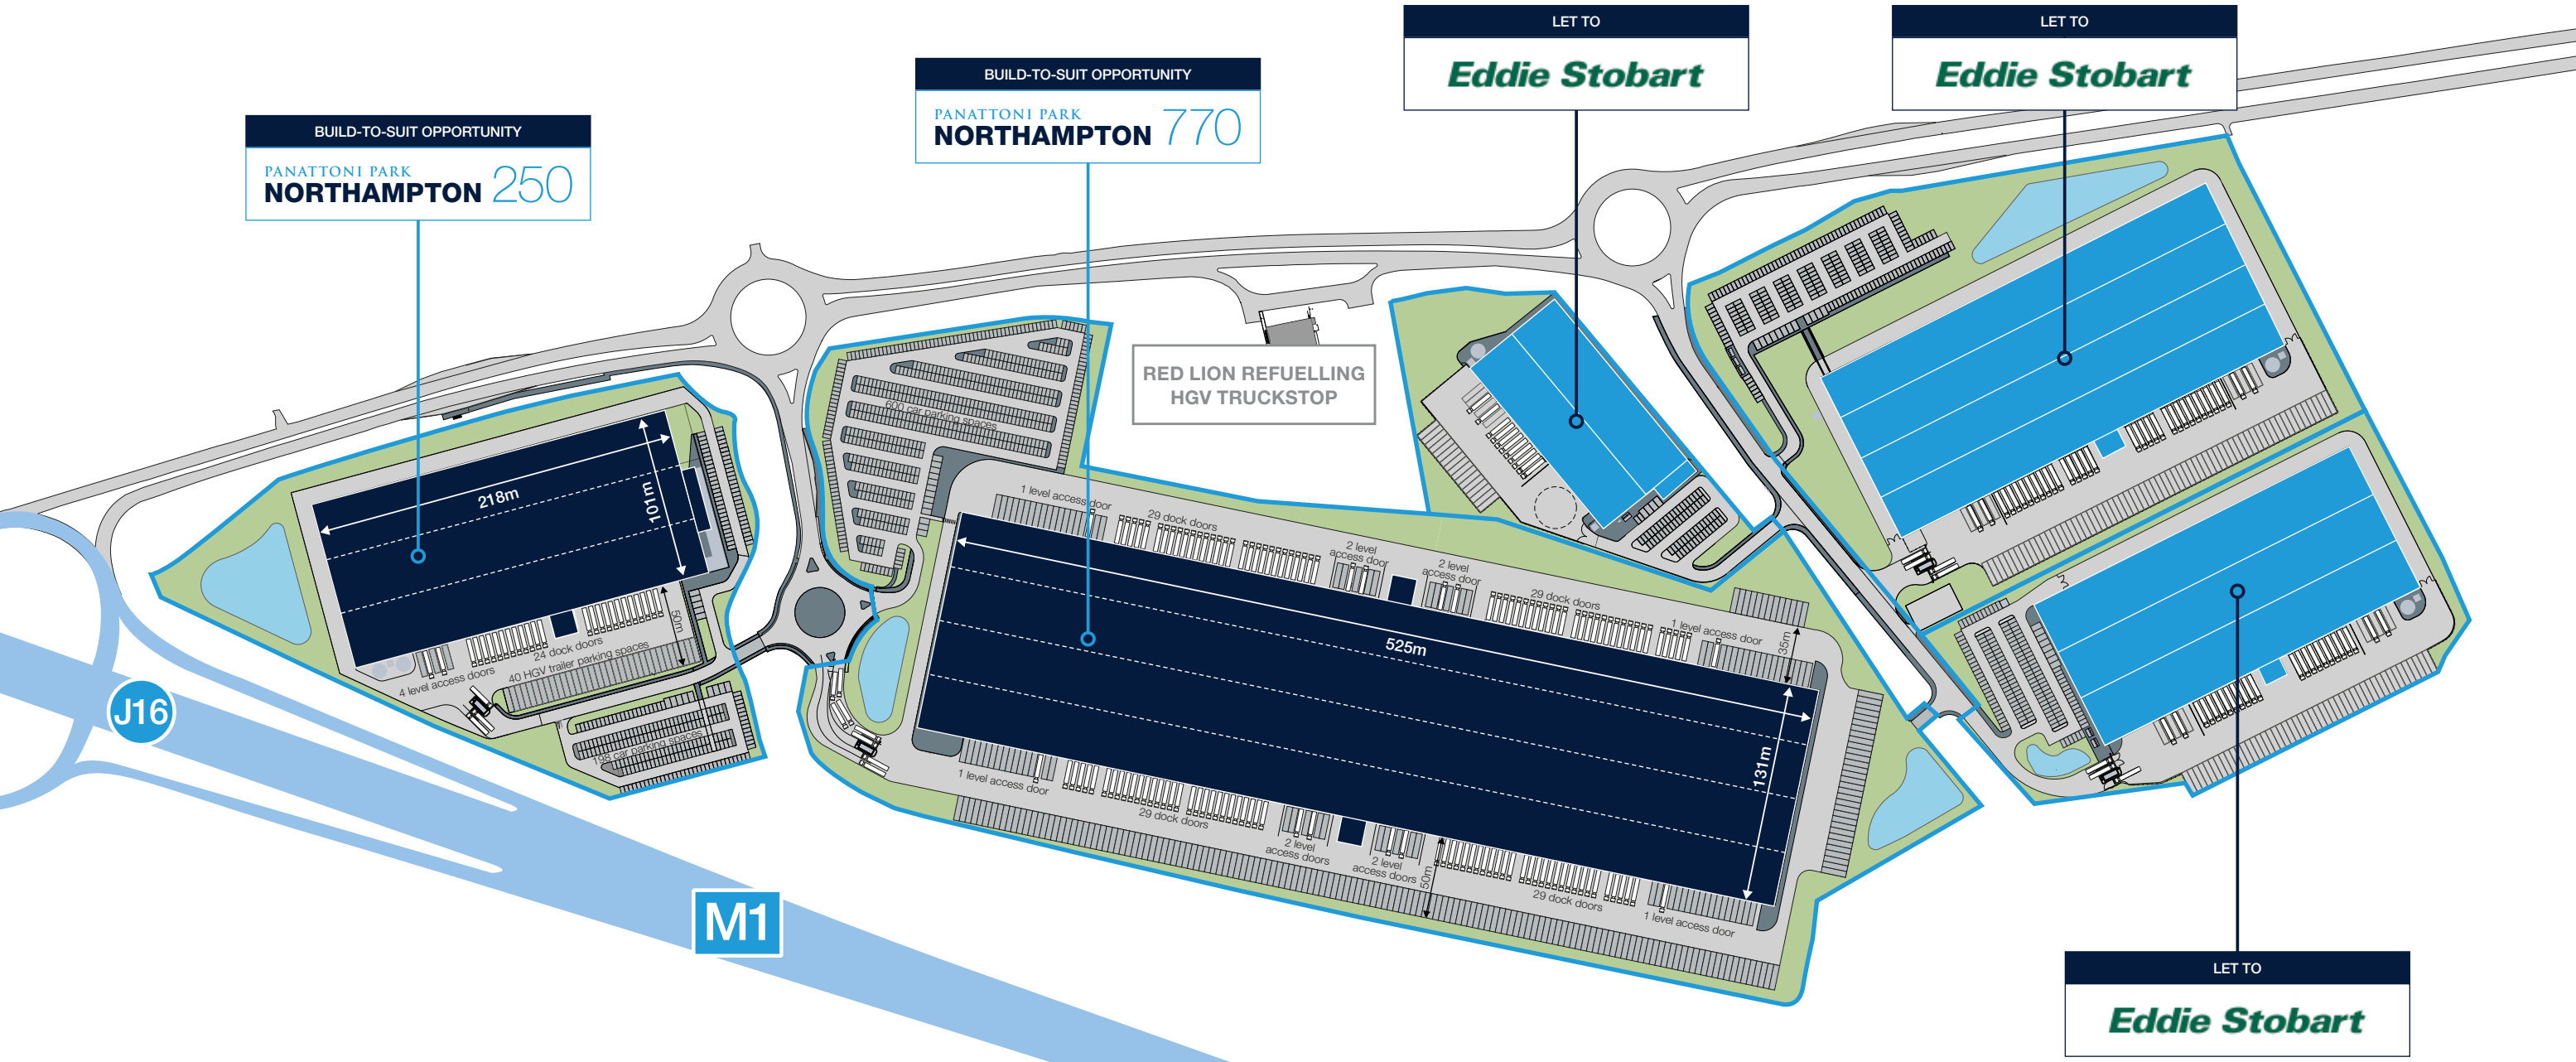 LET TO
Eddie Stobart
LET TO
Eddie Stobart
BUILD-TO-SUIT OPPORTUNITY
PANATTONI PARK
NORTHAMPTON 770
BUILD-TO-SUIT OPPORTUNITY
PANATTONI PARK
NORTHAMPTON 250
RED LION REFUELLING
HGV TRUCKSTOP
600 car parking spaces
218m
101m
50m
24 dock doors
4 level access doors
40 HGV trailer parking spaces
198 car parking spaces
1 level access door
29 dock doors
2 level
access door
2 level
access door
29 dock doors
1 level access door
35m
525m
131m
1 level access door
29 dock doors
2 level
access doors
2 level
access doors
50m
29 dock doors
1 level access door
J16
M1
LET TO
Eddie Stobart